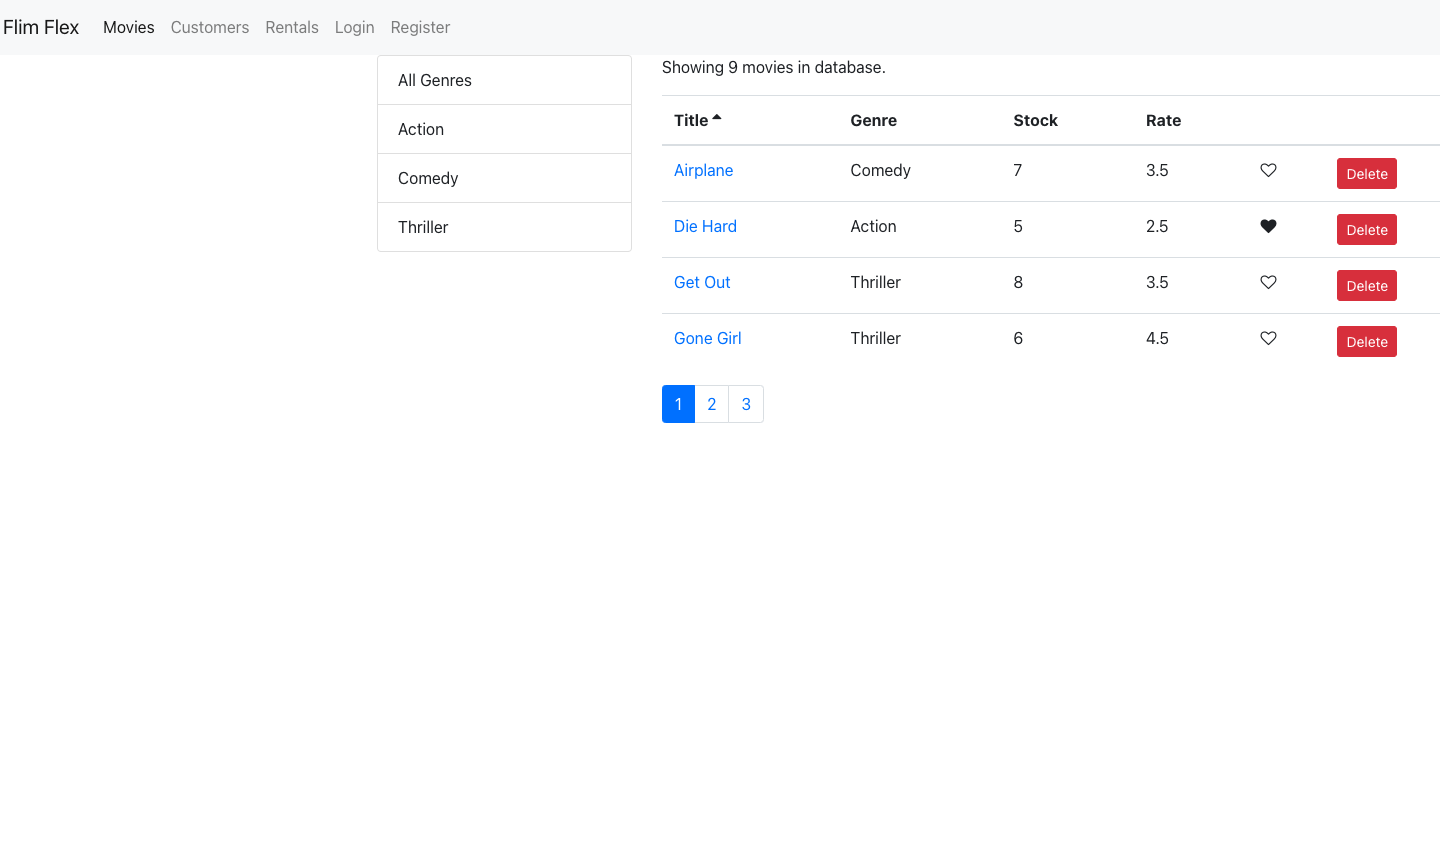 Flim Flex Movies Customers Rentals Login Register
All Genres
Action
Comedy
Thriller
Showing 9 movies in database.
Title Genre Stock Rate
Airplane Comedy 7 3.5 Delete
Die Hard Action 5 2.5 Delete
Get Out Thriller 8 3.5 Delete
Gone Girl Thriller 6 4.5 Delete
1 2 3